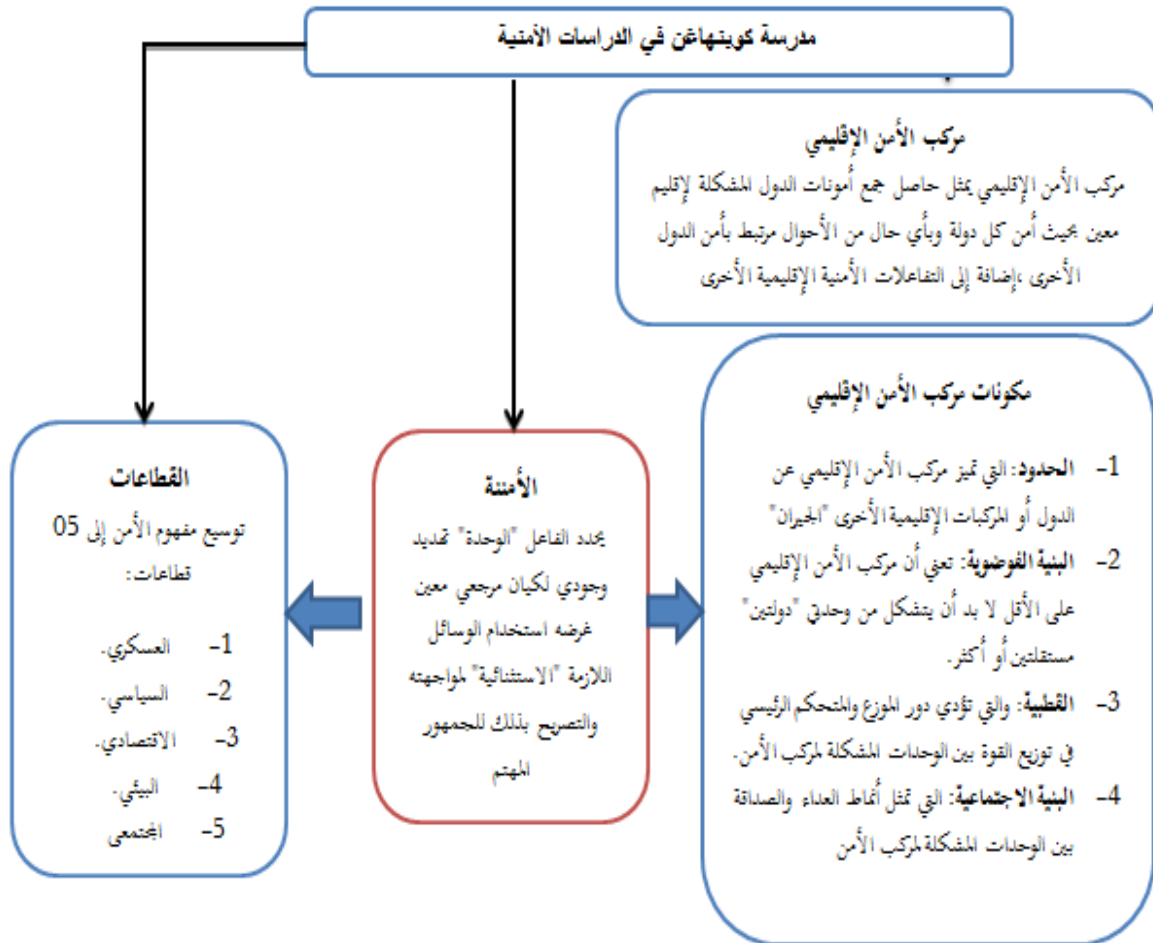 مدرسة كوبنهاغن في الدراسات الأمنية
مركب الأمن الإقليمي
مركب الأمن الإقليمي يمثل حاصل جمع أمونات الدول المشكلة لإقليم
معين بحيث أمن كل دولة وبأي حال من الأحوال مرتبط بأمن الدول
الأخرى ،إضافة إلى التفاعلات الأمنية الإقليمية الأخرى
مكونات مركب الأمن الإقليمي
1- الحدود: التي تميز مركب الأمن الإقليمي عن
الدول أو المركبات الإقليمية الأخرى "الجيران"
2- البنية الفوضوية: تعني أن مركب الأمن الإقليمي
على الأقل لا بد أن يتشكل من وحدتي "دولتين"
مستقلتين أو أكثر.
3- القطبية: والتي تؤدي دور الموزع والمتحكم الرئيسي
في توزيع القوة بين الوحدات المشكلة لمركب الأمن.
4- البنية الاجتماعية: التي تمثل أنماط العداء والصداقة
بين الوحدات المشكلة لمركب الأمن
الأمننة
يحدد الفاعل "الوحدة" تهديد
وجودي لكيان مرجعي معين
غرضه استخدام الوسائل
اللازمة "الاستثنائية" لمواجهته
والتصريح بذلك للجمهور
المهتم
القطاعات
توسيع مفهوم الأمن إلى 05
قطاعات:
1- العسكري.
2- السياسي.
3- الاقتصادي.
4- البيئي.
5- المجتمعي